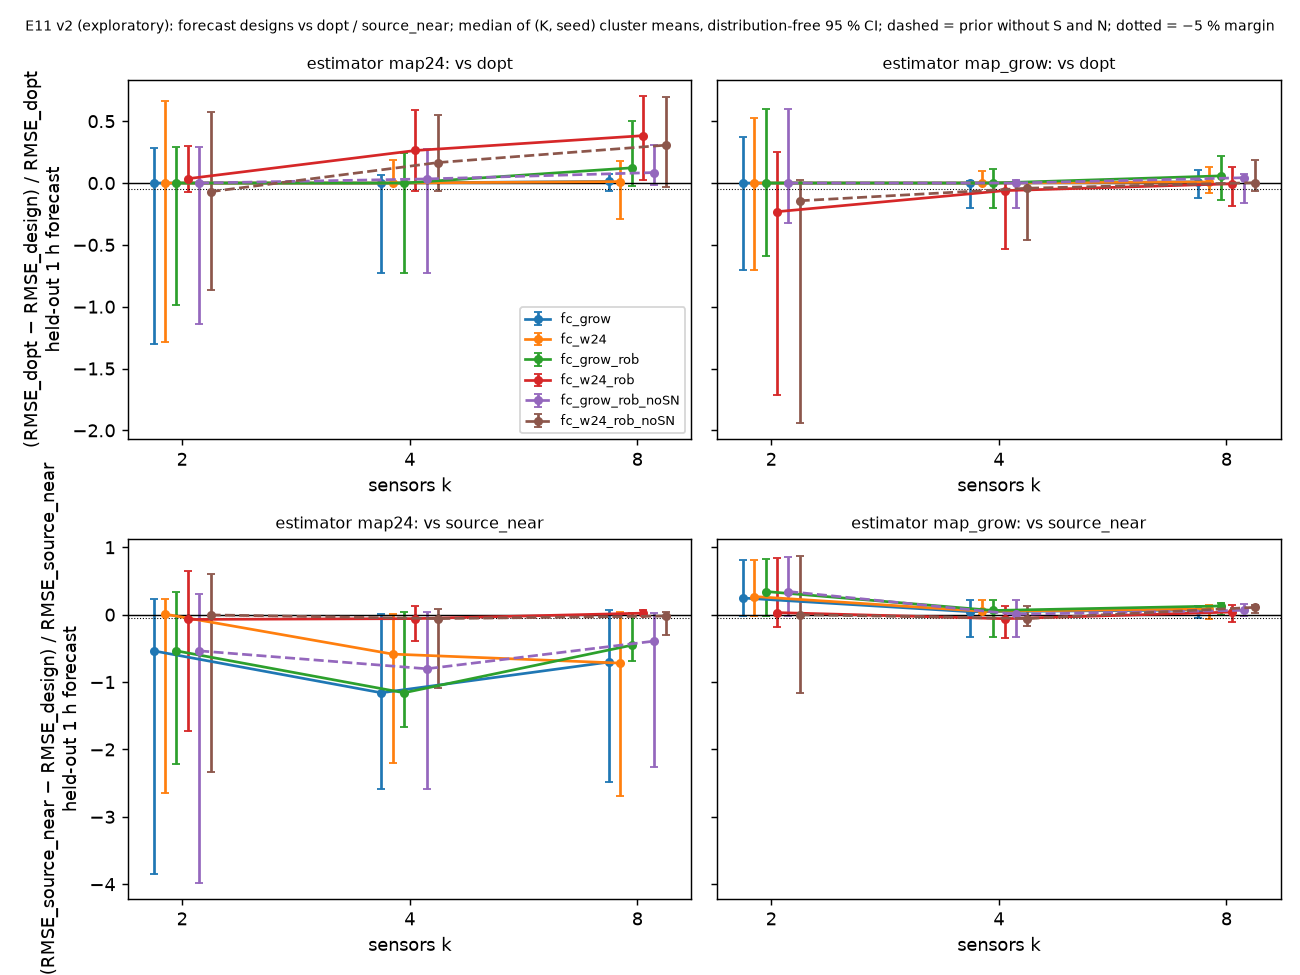 E11 v2 (exploratory): forecast designs vs dopt / source_near; median of (K, seed) cluster means, distribution-free 95 % CI; dashed = prior without S and N; dotted = −5 % margin
estimator map24: vs dopt
estimator map_grow: vs dopt
(RMSE_dopt − RMSE_design) / RMSE_dopt
held-out 1 h forecast
0.5
0.0
−0.5
−1.0
−1.5
−2.0
fc_grow
fc_w24
fc_grow_rob
fc_w24_rob
fc_grow_rob_noSN
fc_w24_rob_noSN
2 4 8
sensors k
2 4 8
sensors k
estimator map24: vs source_near
estimator map_grow: vs source_near
(RMSE_source_near − RMSE_design) / RMSE_source_near
held-out 1 h forecast
1
0
−1
−2
−3
−4
2 4 8
sensors k
2 4 8
sensors k